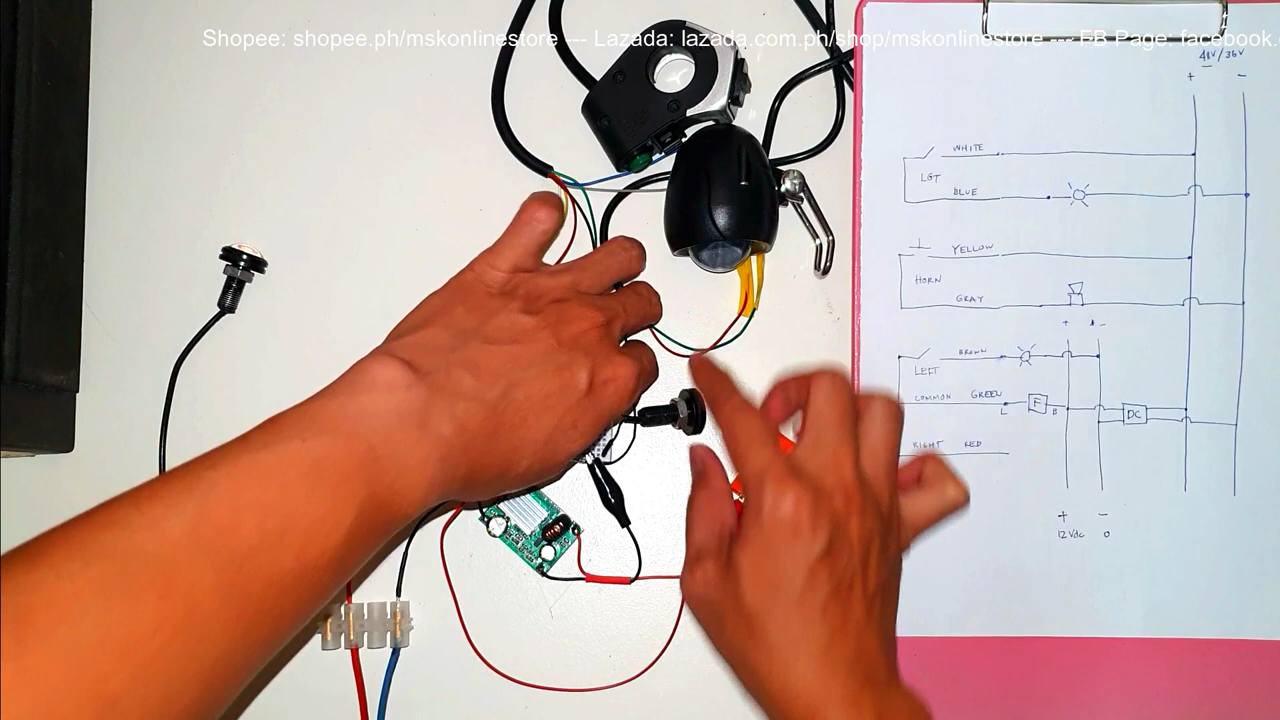 Shopee: shopee.ph/mskonlinestore --- Lazada: lazada.com.ph/shop/mskonlinestore --- FB Page: facebook.
48V/36V
+ -
WHITE
LGT
BLUE
YELLOW
HORN
GRAY
+ -
BROWN
LEFT
COMMON GREEN
L F B DC
RIGHT RED
+ -
12Vdc 0